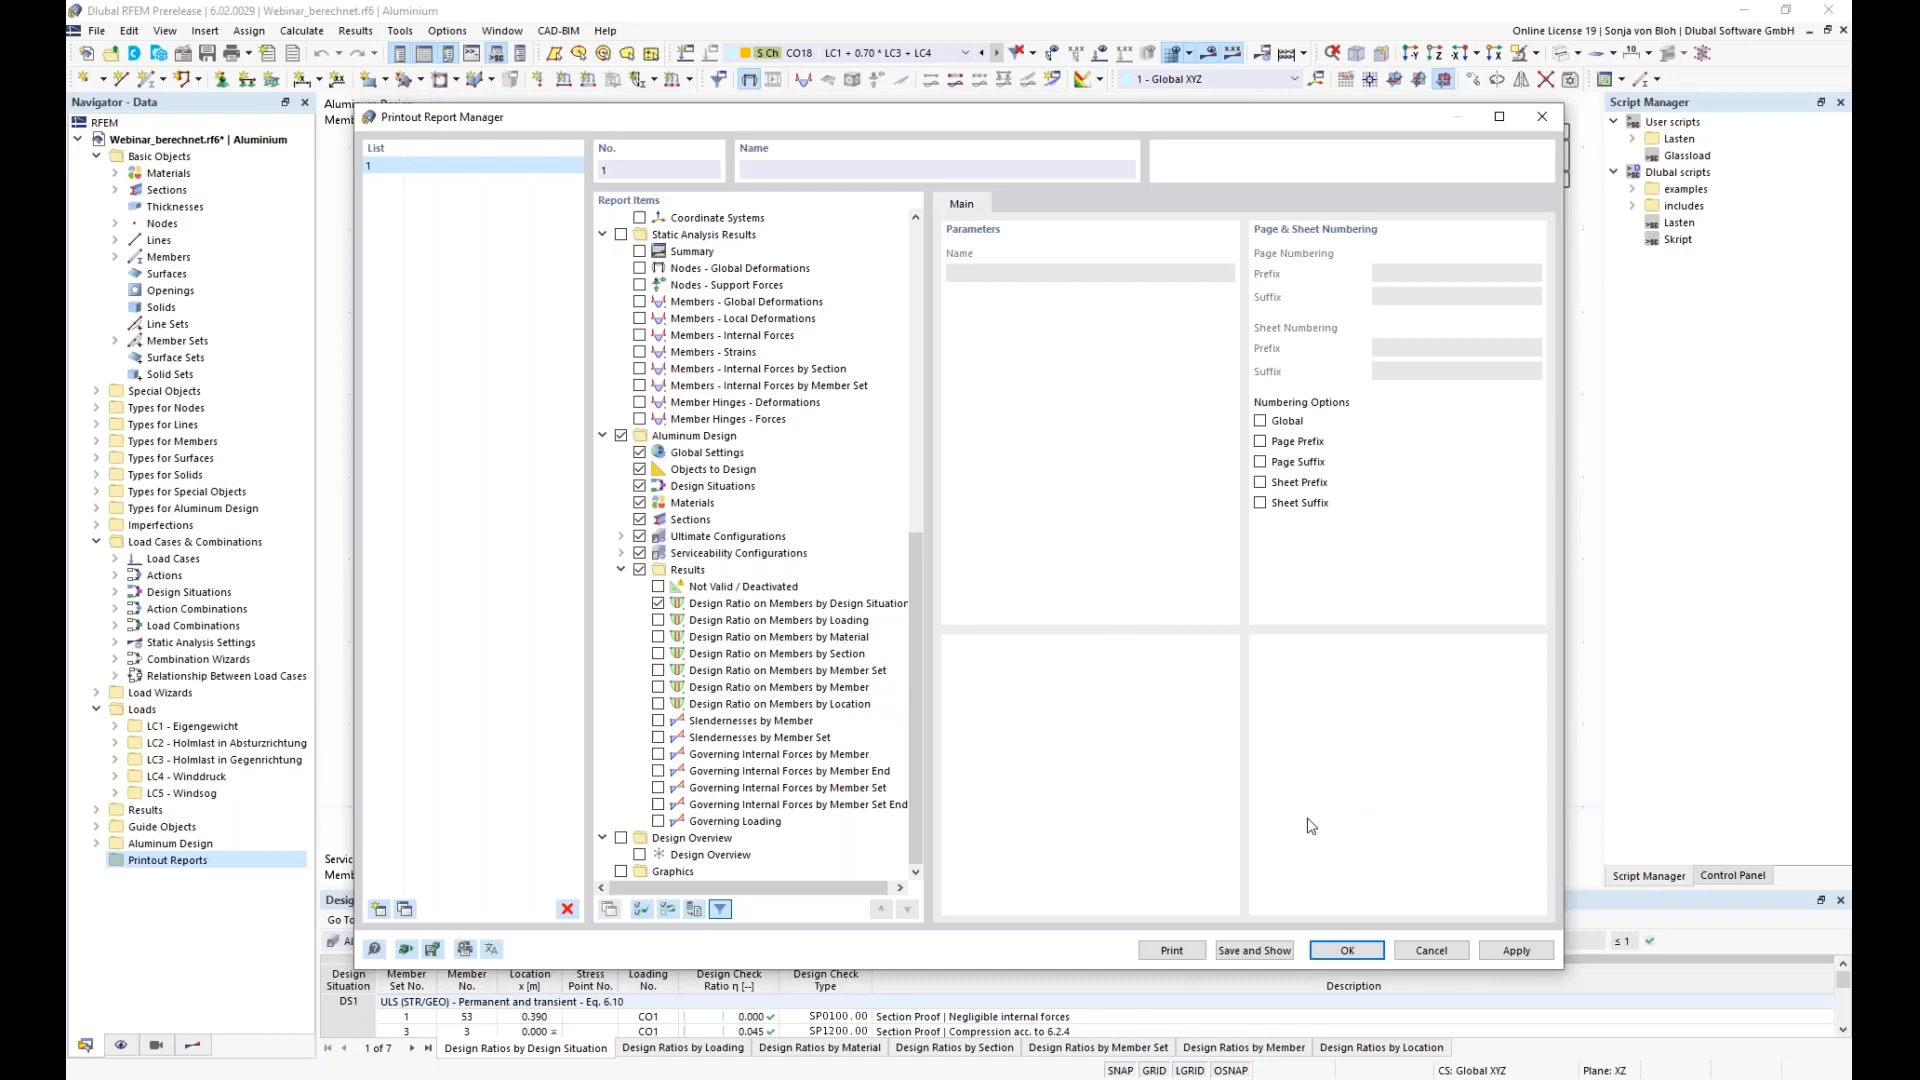 Dlubal RFEM Prerelease | 6.02.0029 | Webinar_berechnet.rf6* | Aluminium
File Edit View Insert Assign Calculate Results Tools Options Window CAD-BIM Help
Online License 19 | Sonja von Bloh | Dlubal Software GmbH
S Ch CO18 LC1 + 0.70 * LC3 + LC4
1 - Global XYZ
Navigator - Data
RFEM
Webinar_berechnet.rf6* | Aluminium
Basic Objects
Materials
Sections
Thicknesses
Nodes
Lines
Members
Surfaces
Openings
Solids
Line Sets
Member Sets
Surface Sets
Solid Sets
Special Objects
Types for Nodes
Types for Lines
Types for Members
Types for Surfaces
Types for Solids
Types for Special Objects
Types for Aluminum Design
Imperfections
Load Cases & Combinations
Load Cases
Actions
Design Situations
Action Combinations
Load Combinations
Static Analysis Settings
Combination Wizards
Relationship Between Load Cases
Load Wizards
Loads
LC1 - Eigengewicht
LC2 - Holmlast in Absturzrichtung
LC3 - Holmlast in Gegenrichtung
LC4 - Winddruck
LC5 - Windsog
Results
Guide Objects
Aluminum Design
Printout Reports
Printout Report Manager
List
1
No.
1
Name
Report Items
Coordinate Systems
Static Analysis Results
Summary
Nodes - Global Deformations
Nodes - Support Forces
Members - Global Deformations
Members - Local Deformations
Members - Internal Forces
Members - Strains
Members - Internal Forces by Section
Members - Internal Forces by Member Set
Member Hinges - Deformations
Member Hinges - Forces
Aluminum Design
Global Settings
Objects to Design
Design Situations
Materials
Sections
Ultimate Configurations
Serviceability Configurations
Results
Not Valid / Deactivated
Design Ratio on Members by Design Situation
Design Ratio on Members by Loading
Design Ratio on Members by Material
Design Ratio on Members by Section
Design Ratio on Members by Member Set
Design Ratio on Members by Member
Design Ratio on Members by Location
Slendernesses by Member
Slendernesses by Member Set
Governing Internal Forces by Member
Governing Internal Forces by Member End
Governing Internal Forces by Member Set
Governing Internal Forces by Member Set End
Governing Loading
Design Overview
Design Overview
Graphics
Main
Parameters
Name
Page & Sheet Numbering
Page Numbering
Prefix
Suffix
Sheet Numbering
Prefix
Suffix
Numbering Options
Global
Page Prefix
Page Suffix
Sheet Prefix
Sheet Suffix
Print Save and Show OK Cancel Apply
Script Manager
User scripts
Lasten
Glassload
Dlubal scripts
examples
includes
Lasten
Skript
Script Manager Control Panel
≤ 1
Design Situation Member Set No. Member No. Location x [m] Stress Point No. Loading No. Design Check Ratio η [--] Design Check Type Description
DS1 ULS (STR/GEO) - Permanent and transient - Eq. 6.10
1 53 0.390 CO1 0.000 SP0100.00 Section Proof | Negligible internal forces
3 3 0.000 CO1 0.045 SP1200.00 Section Proof | Compression acc. to 6.2.4
1 of 7 Design Ratios by Design Situation Design Ratios by Loading Design Ratios by Material Design Ratios by Section Design Ratios by Member Set Design Ratios by Member Design Ratios by Location
SNAP GRID LGRID OSNAP CS: Global XYZ Plane: XZ